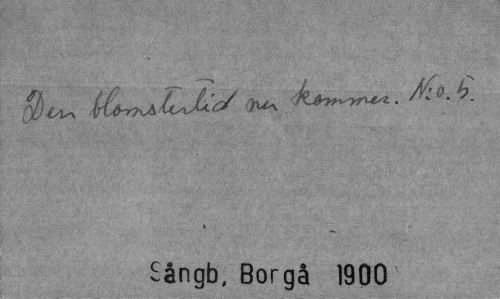 Den blomstertid nu kommer. N:o. 5.
Sångb, Borgå 1900